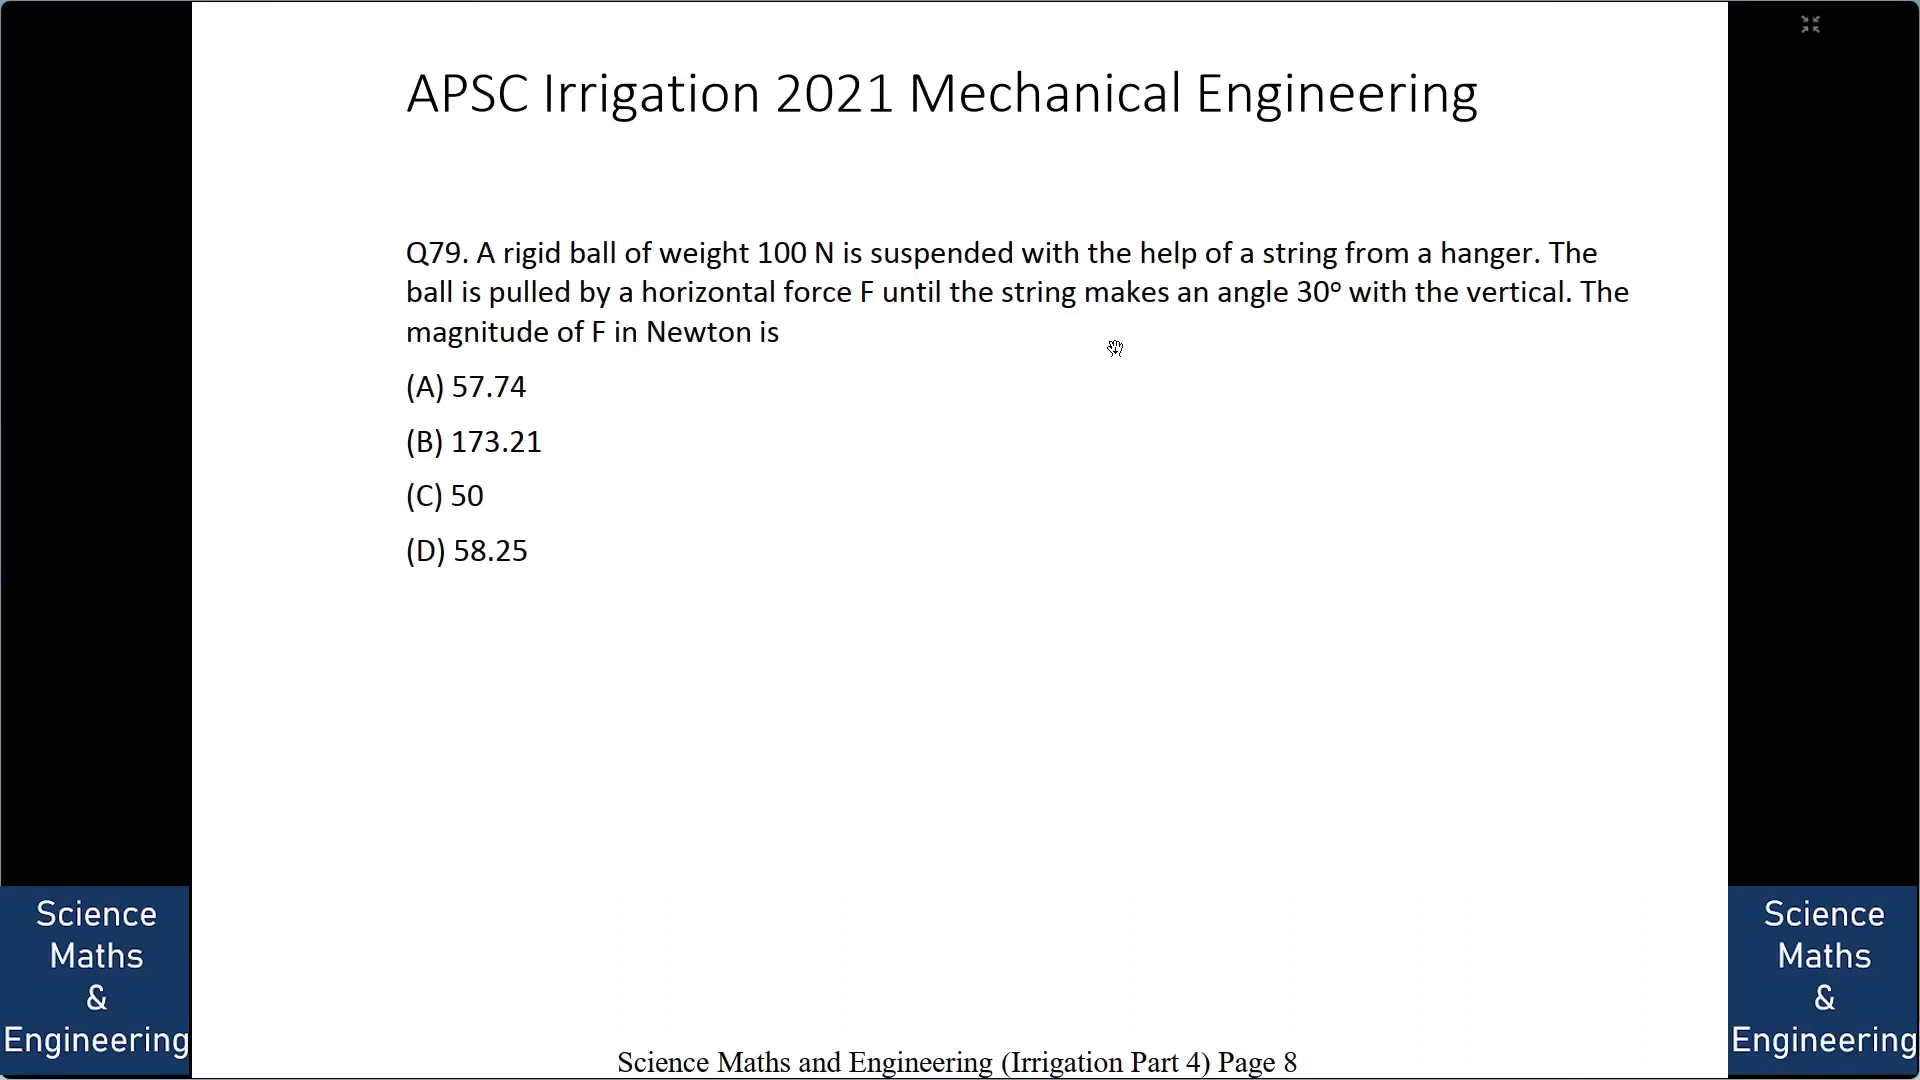 APSC Irrigation 2021 Mechanical Engineering
Q79. A rigid ball of weight 100 N is suspended with the help of a string from a hanger. The
ball is pulled by a horizontal force F until the string makes an angle 30º with the vertical. The
magnitude of F in Newton is
(A) 57.74
(B) 173.21
(C) 50
(D) 58.25
Science
Maths
&
Engineering
Science
Maths
&
Engineering
Science Maths and Engineering (Irrigation Part 4) Page 8